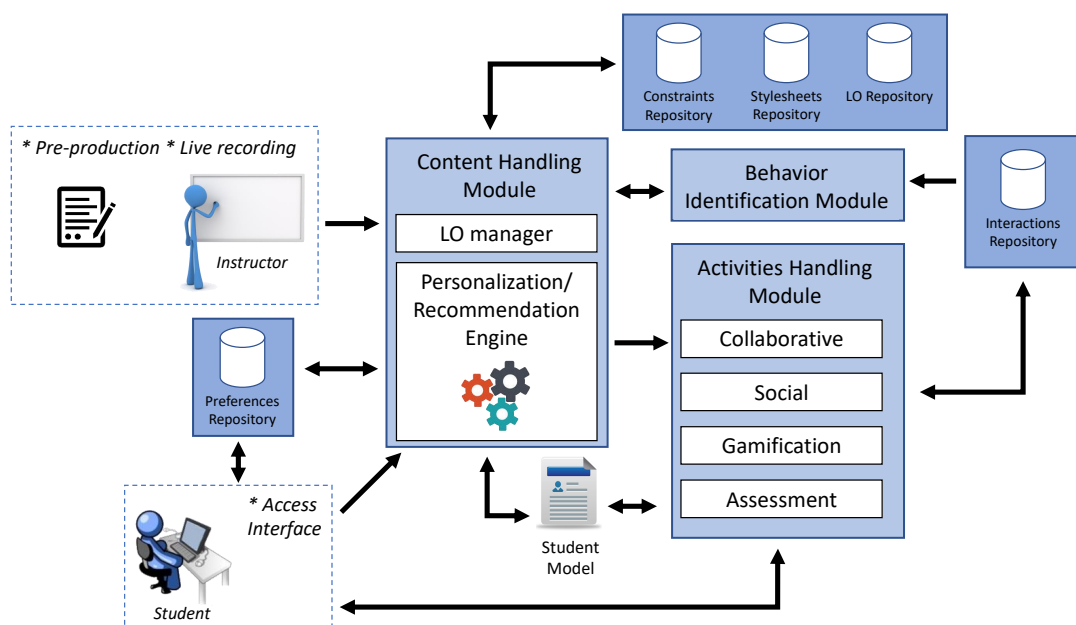 Constraints
Repository
Stylesheets
Repository
LO Repository
* Pre-production * Live recording
Instructor
Content Handling
Module
LO manager
Personalization/
Recommendation
Engine
Behavior
Identification Module
Interactions
Repository
Activities Handling
Module
Collaborative
Social
Gamification
Assessment
Preferences
Repository
* Access
Interface
Student
Student
Model